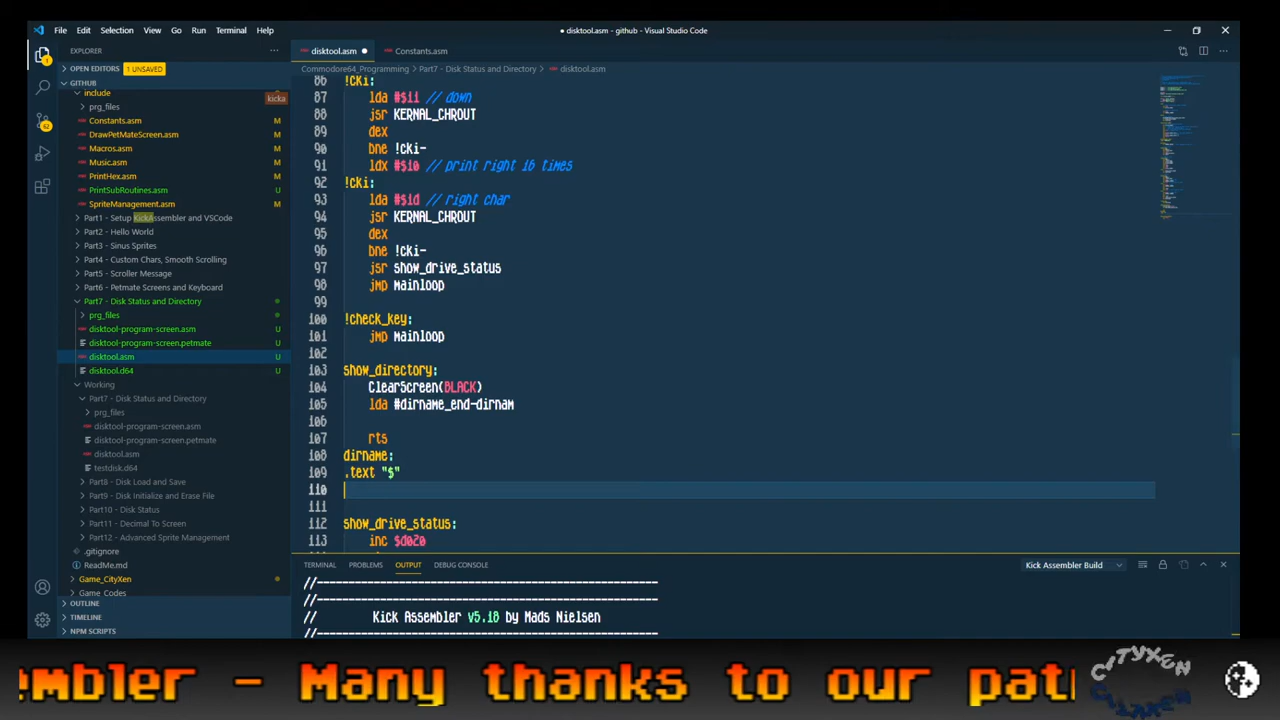 File Edit Selection View Go Run Terminal Help
● disktool.asm - github - Visual Studio Code
EXPLORER
OPEN EDITORS 1 UNSAVED
GITHUB
kicka
include
prg_files
Constants.asm M
DrawPetMateScreen.asm M
Macros.asm M
Music.asm M
PrintHex.asm M
PrintSubRoutines.asm U
SpriteManagement.asm M
Part1 - Setup KickAssembler and VSCode
Part2 - Hello World
Part3 - Sinus Sprites
Part4 - Custom Chars, Smooth Scrolling
Part5 - Scroller Message
Part6 - Petmate Screens and Keyboard
Part7 - Disk Status and Directory
prg_files
disktool-program-screen.asm U
disktool-program-screen.petmate U
disktool.asm U
disktool.d64 U
Working
Part7 - Disk Status and Directory
prg_files
disktool-program-screen.asm
disktool-program-screen.petmate
disktool.asm
testdisk.d64
Part8 - Disk Load and Save
Part9 - Disk Initialize and Erase File
Part10 - Disk Status
Part11 - Decimal To Screen
Part12 - Advanced Sprite Management
.gitignore
ReadMe.md
Game_CityXen
Game_Codes
OUTLINE
TIMELINE
NPM SCRIPTS
1
62
disktool.asm ● Constants.asm
Commodore64_Programming > Part7 - Disk Status and Directory > disktool.asm
86 !cki:
87 lda #$11 // down
88 jsr KERNAL_CHROUT
89 dex
90 bne !cki-
91 ldx #$10 // print right 16 times
92 !cki:
93 lda #$1d // right char
94 jsr KERNAL_CHROUT
95 dex
96 bne !cki-
97 jsr show_drive_status
98 jmp mainloop
99
100 !check_key:
101 jmp mainloop
102
103 show_directory:
104 ClearScreen(BLACK)
105 lda #dirname_end-dirnam
106
107 rts
108 dirname:
109 .text "$"
110
111
112 show_drive_status:
113 inc $d020
TERMINAL PROBLEMS OUTPUT DEBUG CONSOLE
Kick Assembler Build
//------------------------------------------------------
//------------------------------------------------------
// Kick Assembler v5.18 by Mads Nielsen
//------------------------------------------------------
embler - Many thanks to our pat
CITYXEN